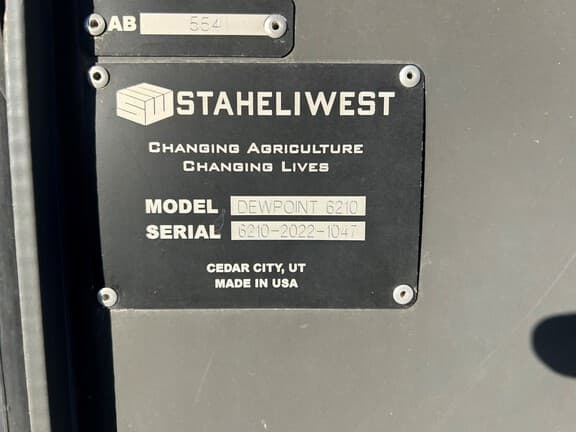 AB 554
SW STAHELIWEST
CHANGING AGRICULTURE
CHANGING LIVES
MODEL DEWPOINT 6210
SERIAL 6210-2022-1047
CEDAR CITY, UT
MADE IN USA